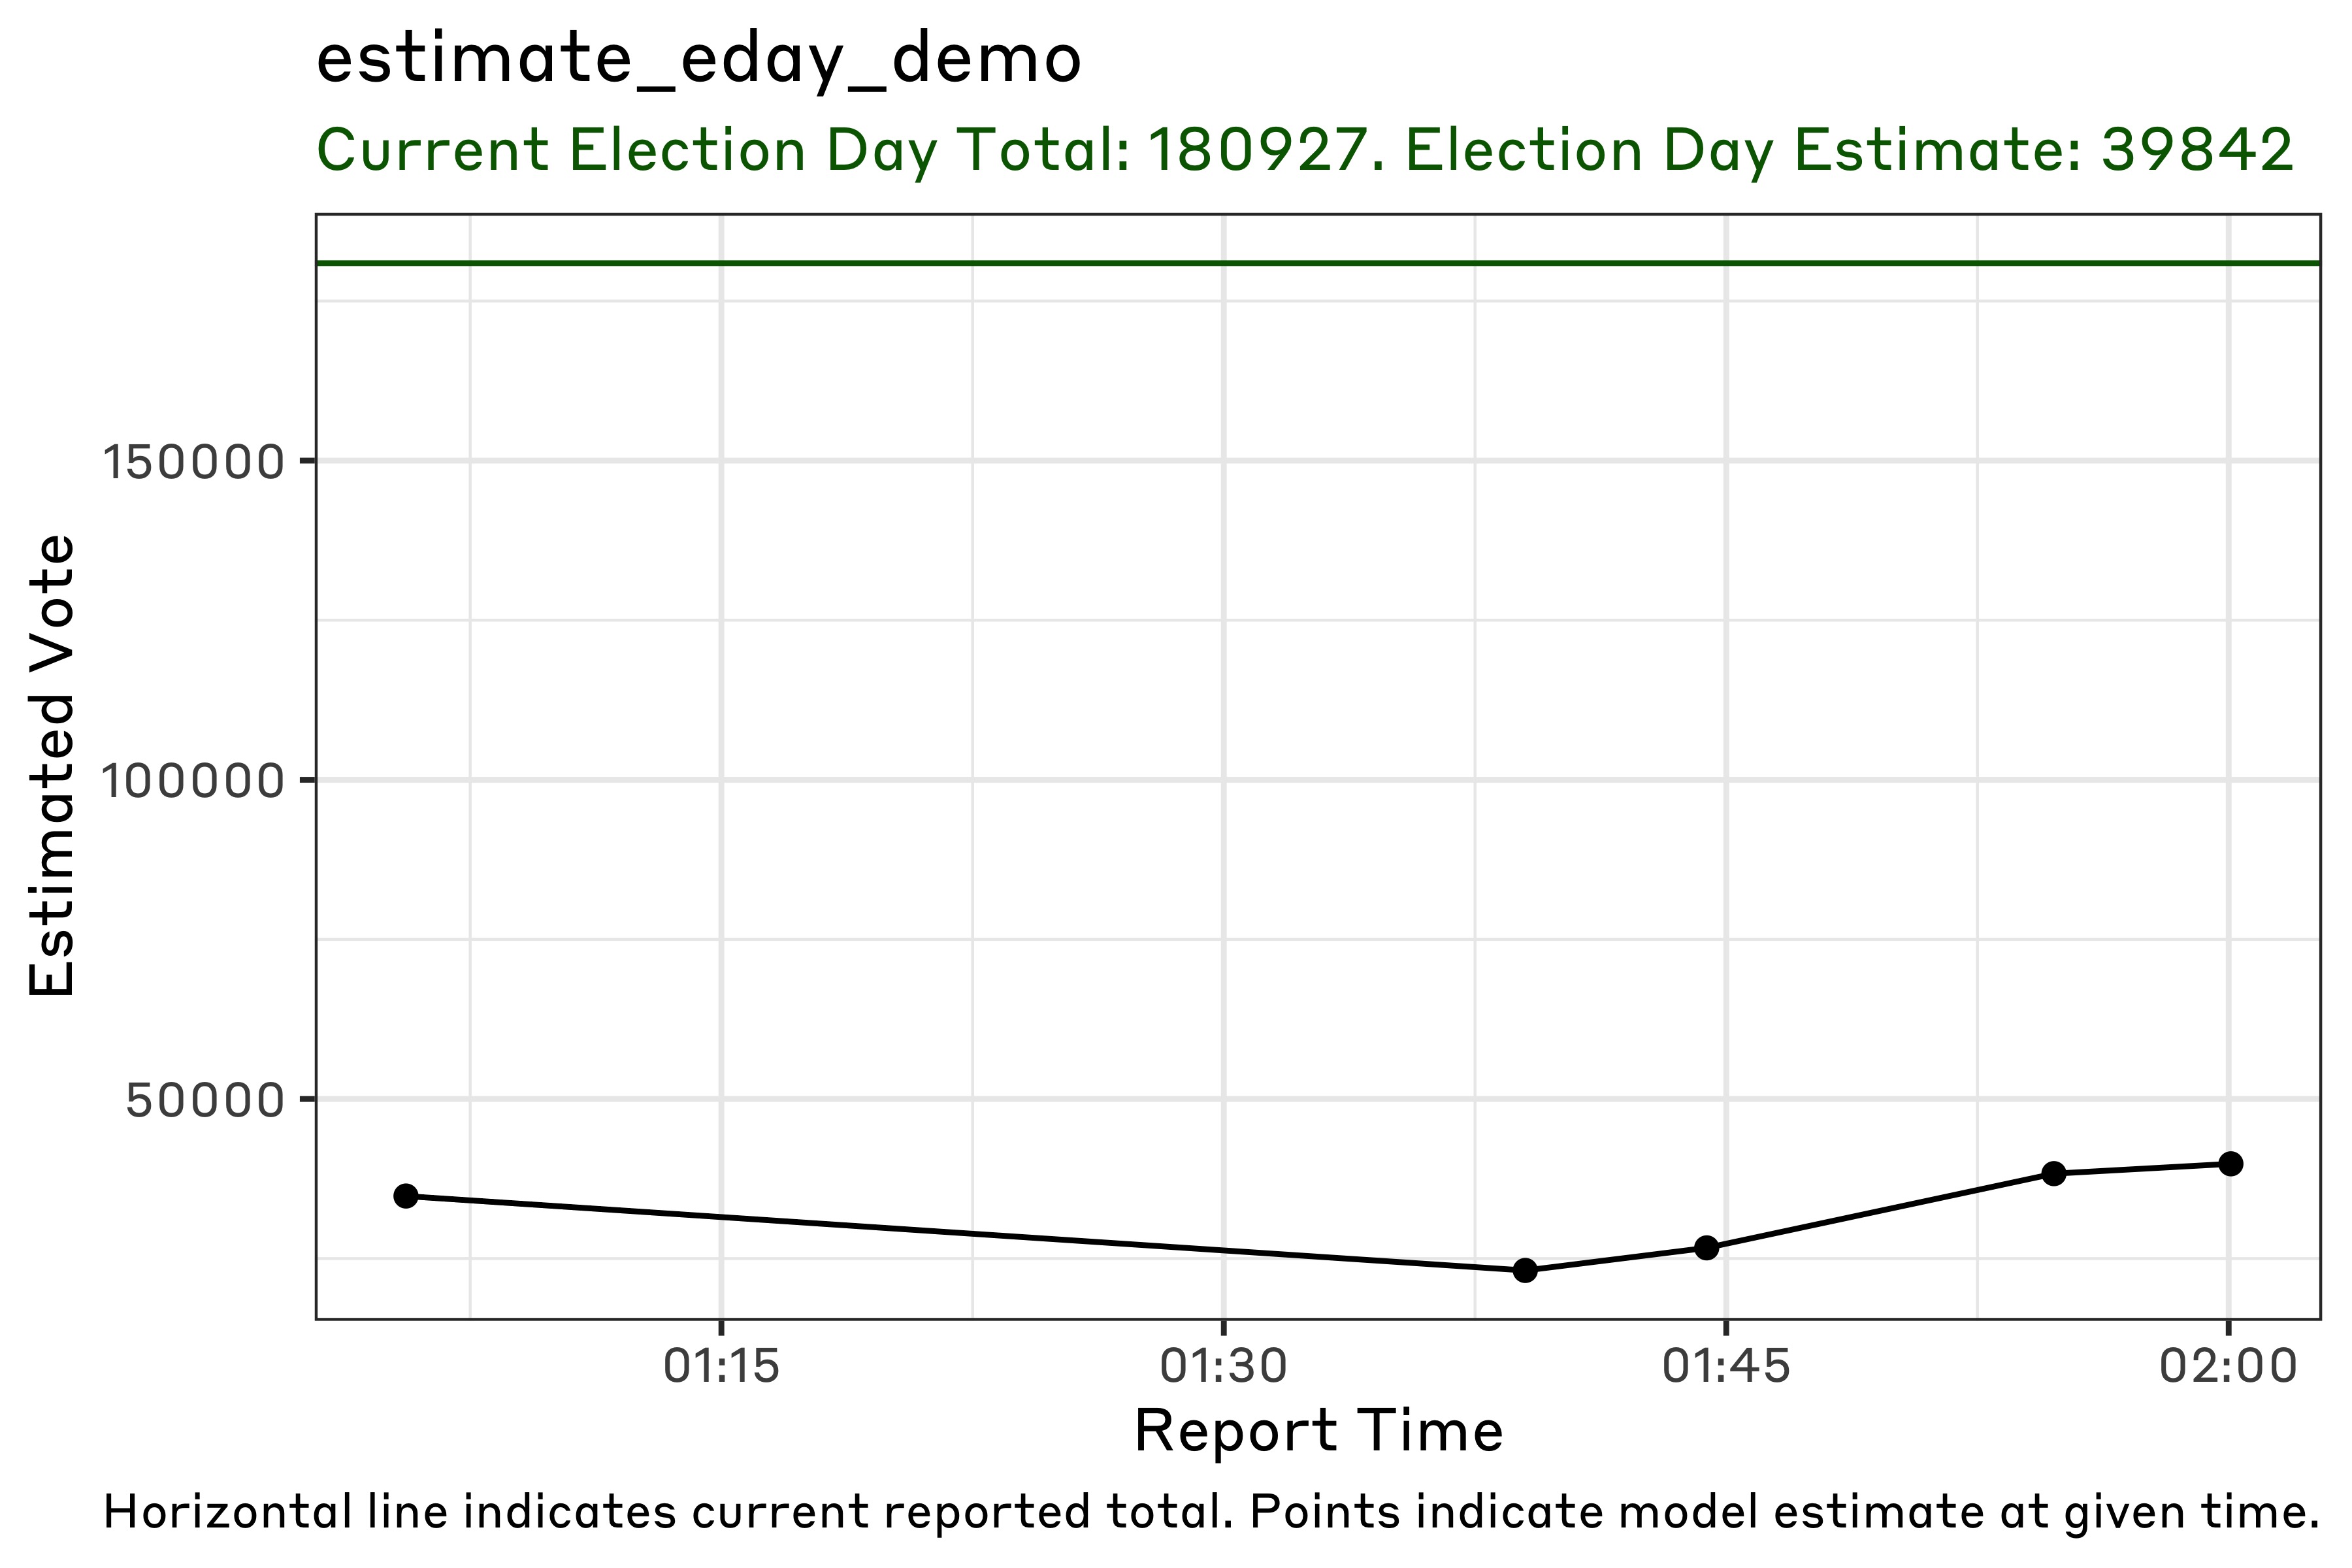 estimate_eday_demo
Current Election Day Total: 180927. Election Day Estimate: 39842
Estimated Vote
150000
100000
50000
01:15 01:30 01:45 02:00
Report Time
Horizontal line indicates current reported total. Points indicate model estimate at given time.